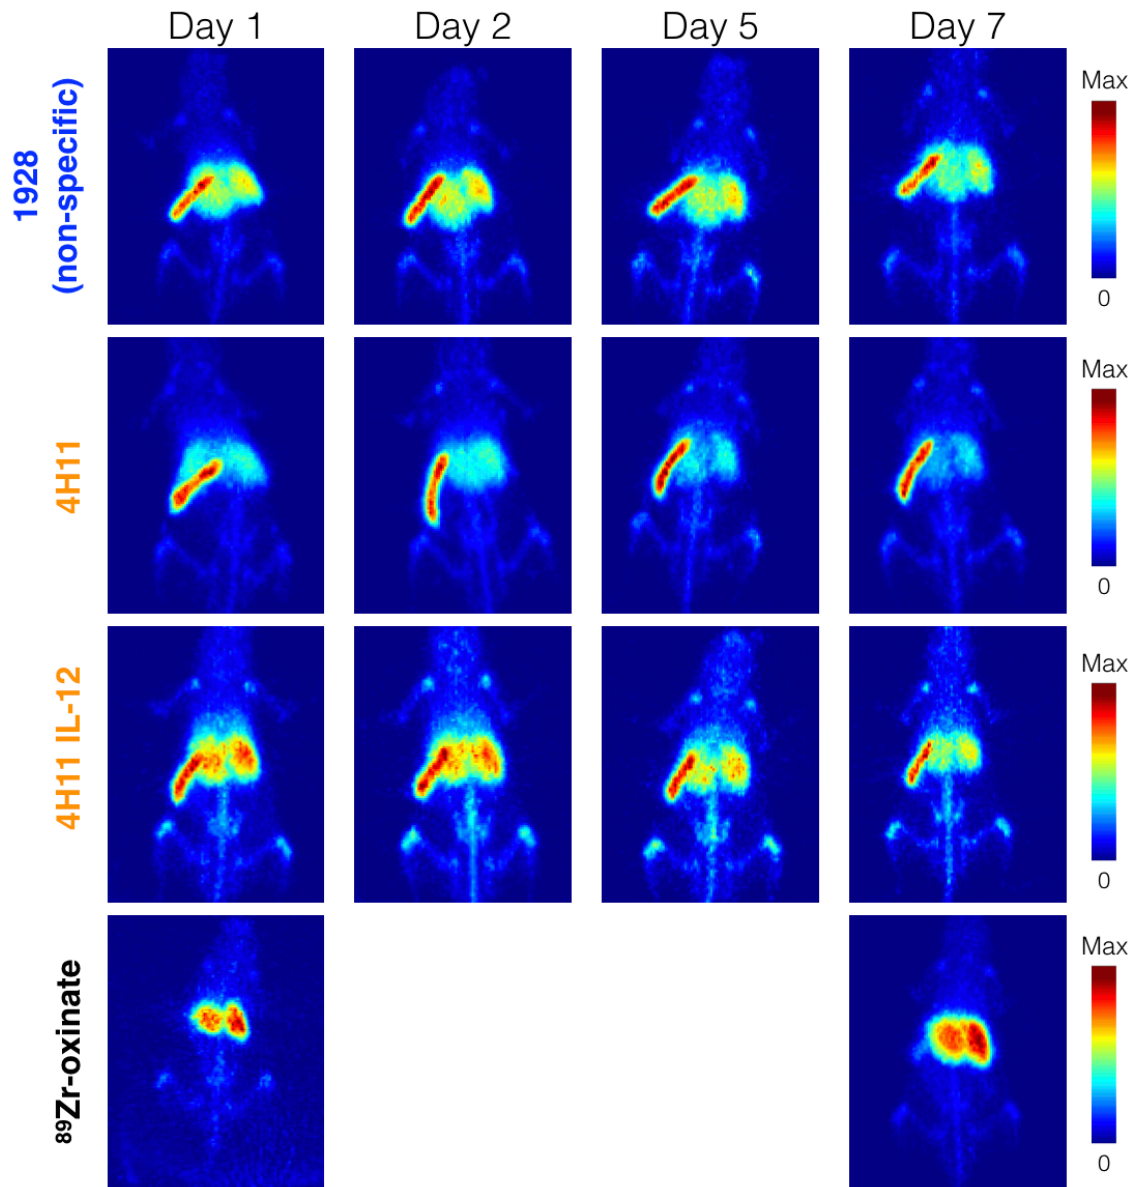 Day 1 Day 2 Day 5 Day 7
1928
(non-specific)
Max
0
4H11
Max
0
4H11 IL-12
Max
0
⁸⁹Zr-oxinate
Max
0